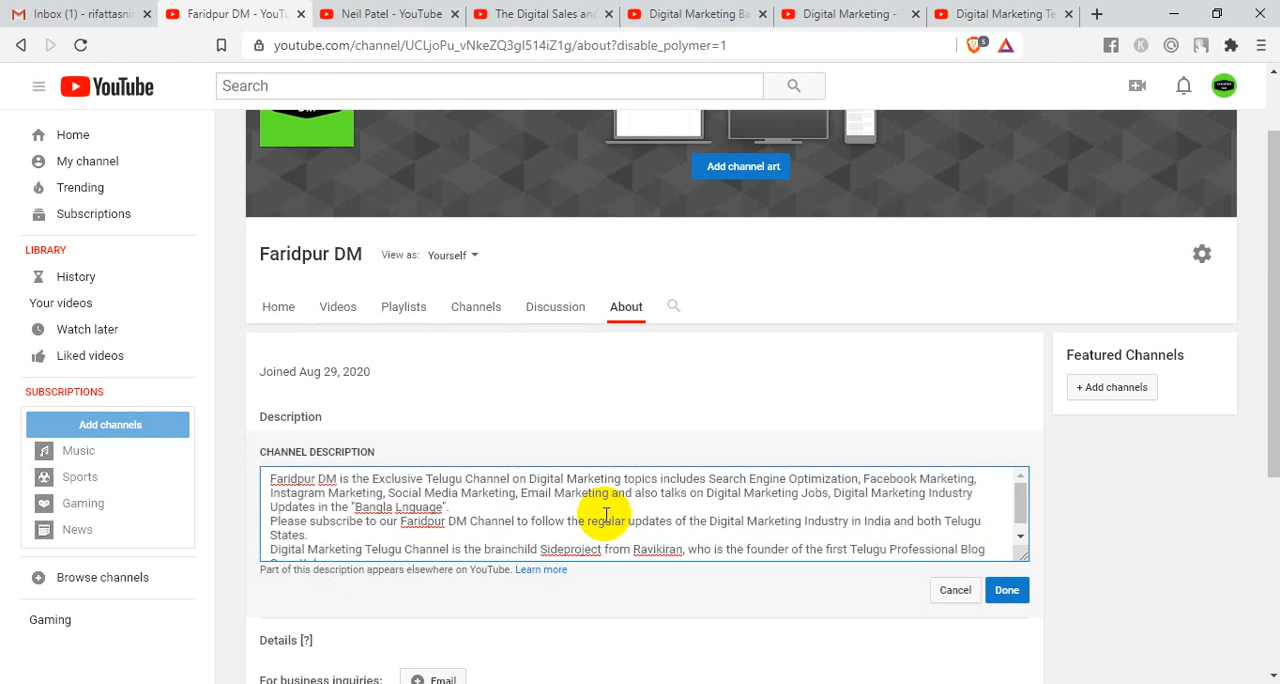 Inbox (1) - rifattasnir
Faridpur DM - YouTu
Neil Patel - YouTube
The Digital Sales and
Digital Marketing Ba
Digital Marketing -
Digital Marketing Te
youtube.com/channel/UCLjoPu_vNkeZQ3gI514iZ1g/about?disable_polymer=1
5
YouTube
Search
Home
My channel
Trending
Subscriptions
LIBRARY
History
Your videos
Watch later
Liked videos
SUBSCRIPTIONS
Add channels
Music
Sports
Gaming
News
Browse channels
Gaming
Add channel art
Faridpur DM View as: Yourself
Home Videos Playlists Channels Discussion About
Joined Aug 29, 2020
Description
CHANNEL DESCRIPTION
Faridpur DM is the Exclusive Telugu Channel on Digital Marketing topics includes Search Engine Optimization, Facebook Marketing,
Instagram Marketing, Social Media Marketing, Email Marketing and also talks on Digital Marketing Jobs, Digital Marketing Industry
Updates in the "Bangla Lnguage".
Please subscribe to our Faridpur DM Channel to follow the regular updates of the Digital Marketing Industry in India and both Telugu
States.
Digital Marketing Telugu Channel is the brainchild Sideproject from Ravikiran, who is the founder of the first Telugu Professional Blog
Part of this description appears elsewhere on YouTube. Learn more
Cancel Done
Details [?]
For business inquiries: Email
Featured Channels
+ Add channels